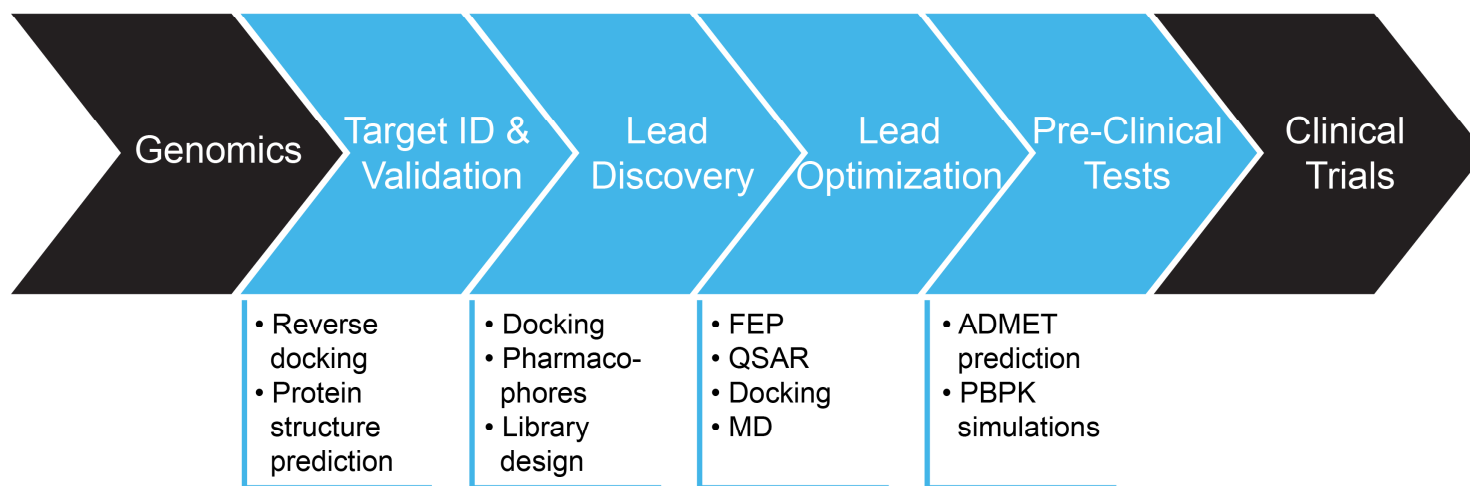 Genomics
Target ID &
Validation
Lead
Discovery
Lead
Optimization
Pre-Clinical
Tests
Clinical
Trials
• Reverse
docking
• Protein
structure
prediction
• Docking
• Pharmaco-
phores
• Library
design
• FEP
• QSAR
• Docking
• MD
• ADMET
prediction
• PBPK
simulations